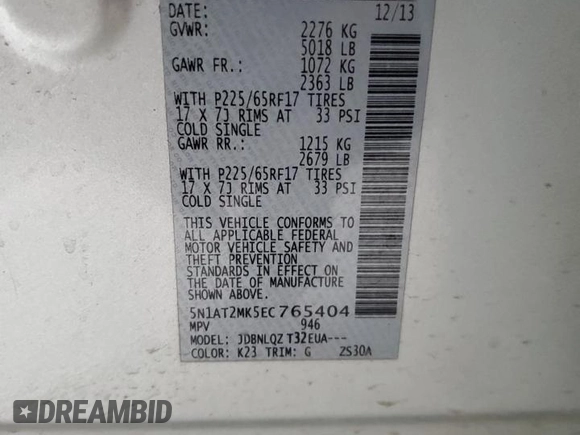 DATE: 12/13
GVWR: 2276 KG
5018 LB
GAWR FR.: 1072 KG
2363 LB
WITH P225/65RF17 TIRES
17 X 7J RIMS AT 33 PSI
COLD SINGLE
GAWR RR.: 1215 KG
2679 LB
WITH P225/65RF17 TIRES
17 X 7J RIMS AT 33 PSI
COLD SINGLE
THIS VEHICLE CONFORMS TO
ALL APPLICABLE FEDERAL
MOTOR VEHICLE SAFETY AND
THEFT PREVENTION
STANDARDS IN EFFECT ON
THE DATE OF MANUFACTURE
SHOWN ABOVE.
5N1AT2MK5EC765404
MPV 946
MODEL: JDBNLQZ T32EUA---
COLOR: K23 TRIM: G ZS30A
DREAMBID